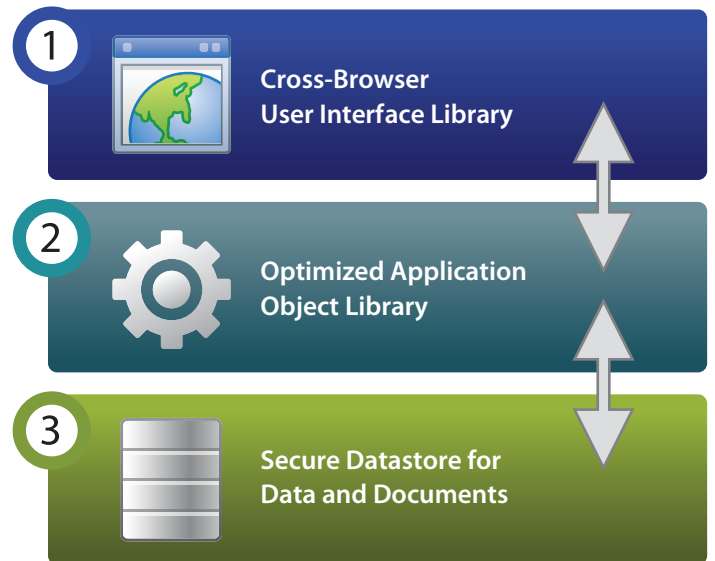 1
Cross-Browser
User Interface Library
2
Optimized Application
Object Library
3
Secure Datastore for
Data and Documents